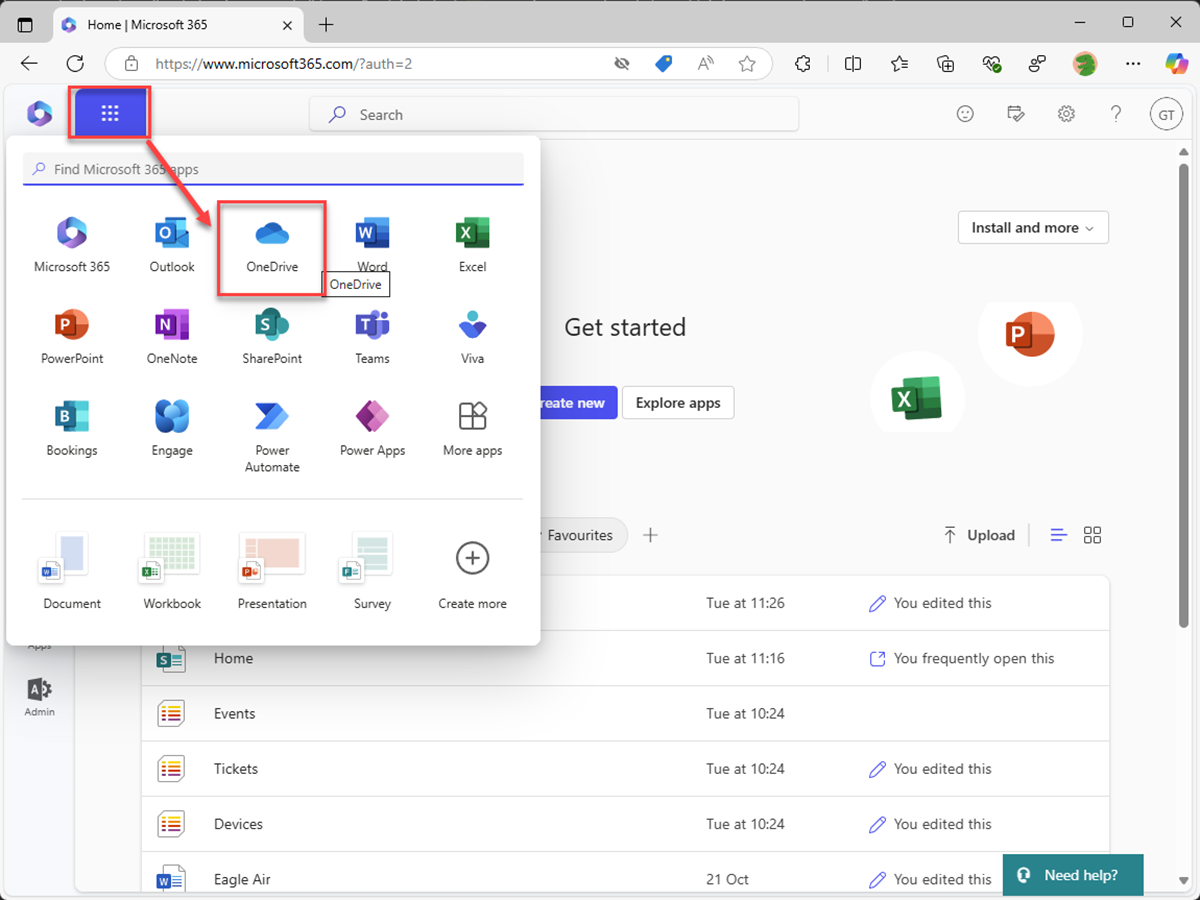 Home | Microsoft 365
https://www.microsoft365.com/?auth=2
Search
GT
Find Microsoft 365 apps
Microsoft 365
Outlook
OneDrive
Word
Excel
OneDrive
PowerPoint
OneNote
SharePoint
Teams
Viva
Bookings
Engage
Power
Automate
Power Apps
More apps
Document
Workbook
Presentation
Survey
Create more
Install and more
Get started
reate new
Explore apps
Favourites
Upload
Tue at 11:26
You edited this
Apps
Home
Tue at 11:16
You frequently open this
Admin
Events
Tue at 10:24
Tickets
Tue at 10:24
You edited this
Devices
Tue at 10:24
You edited this
Eagle Air
21 Oct
You edited this
Need help?